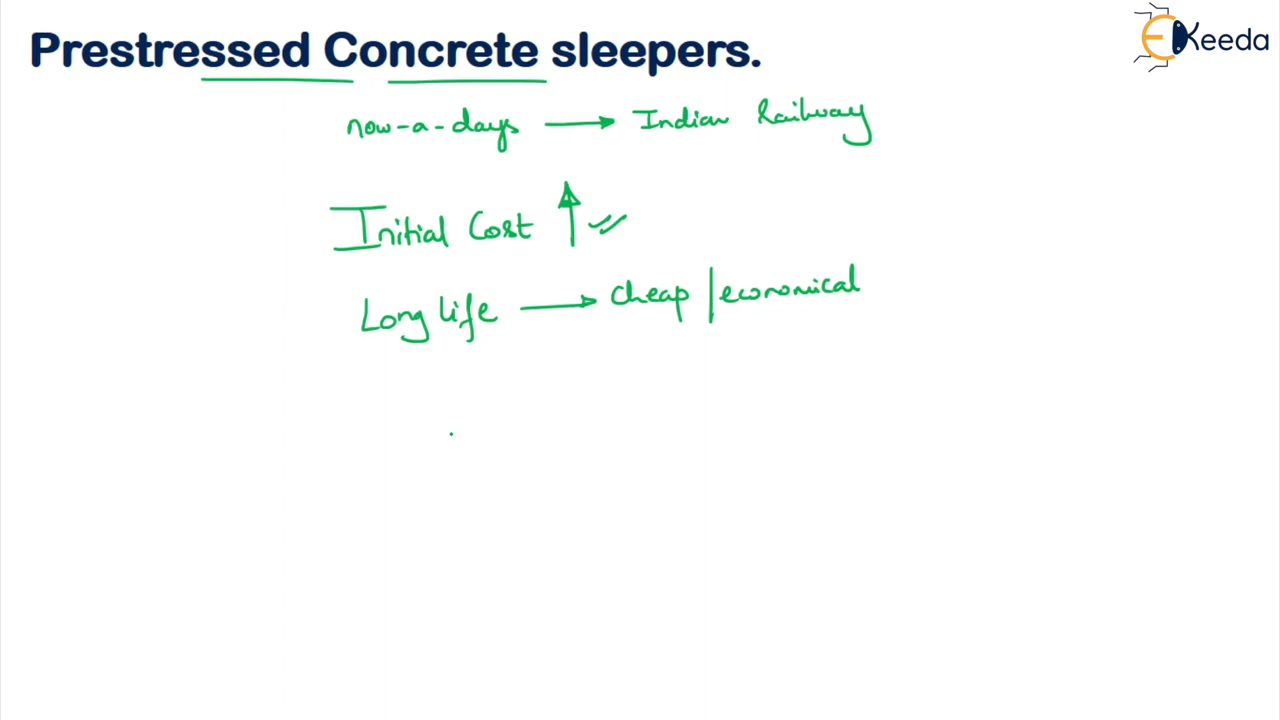 Prestressed Concrete sleepers.
EKeeda
now-a-days → Indian Railway
Initial Cost ↑
Long life → Cheap | economical